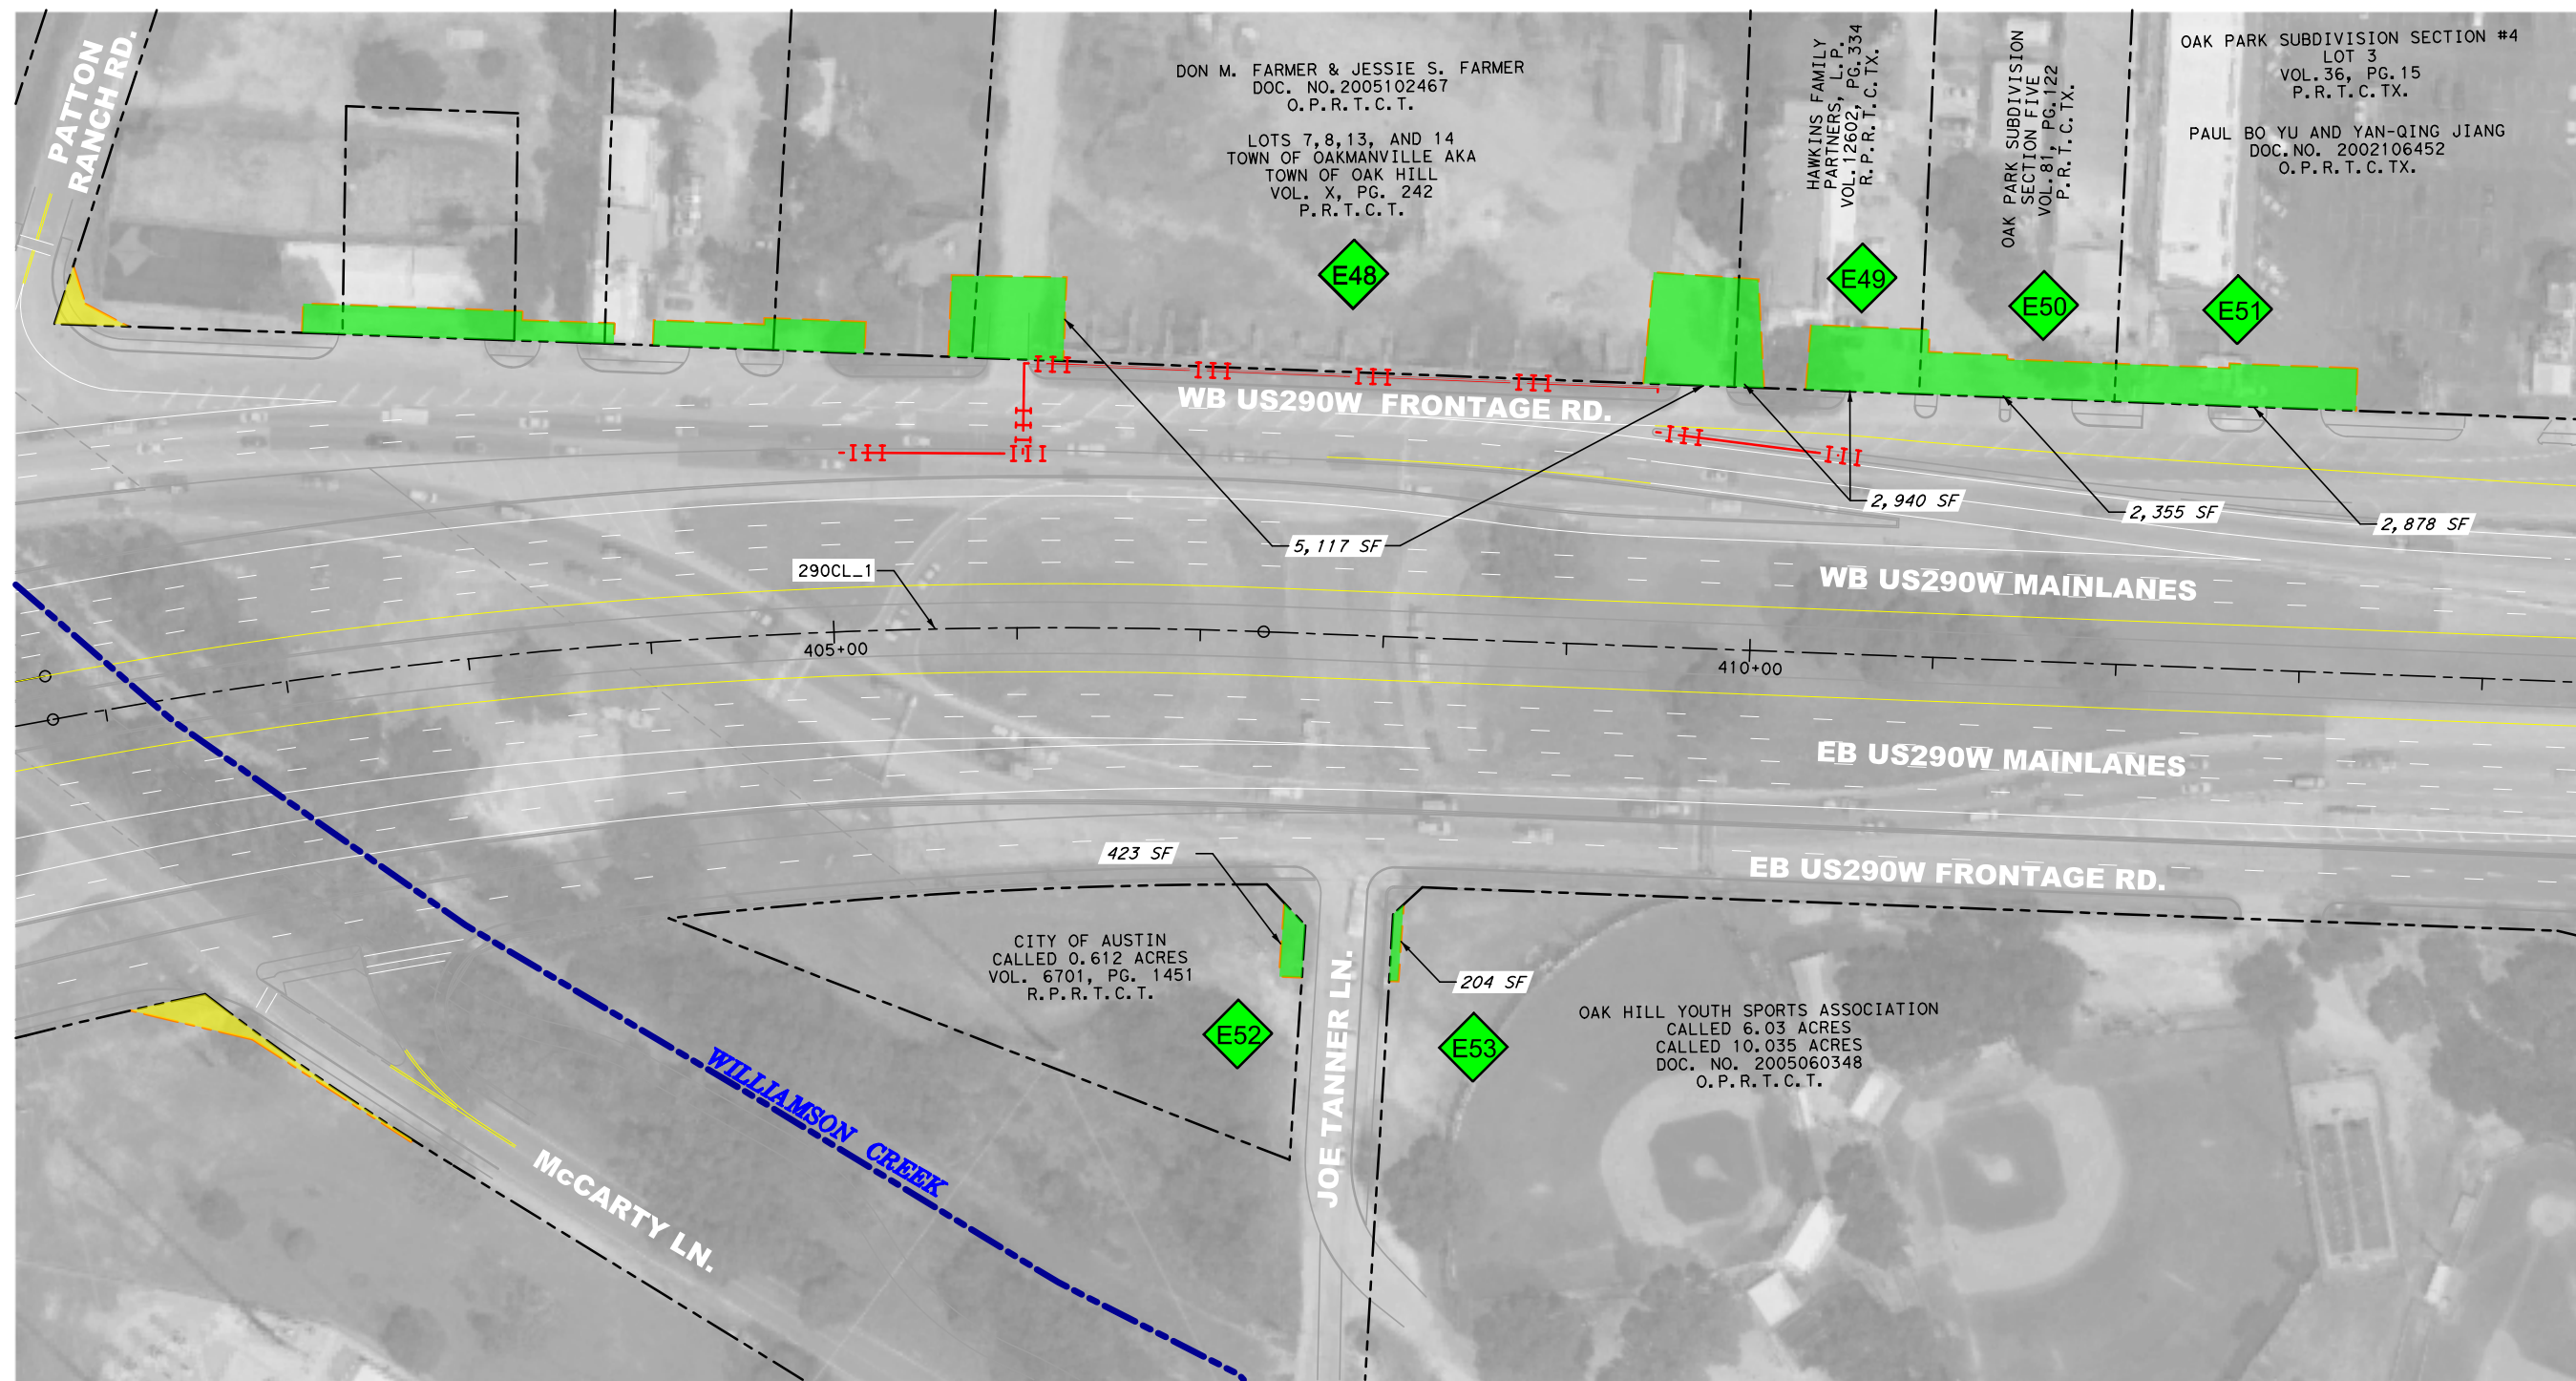 PATTON
RANCH RD.
DON M. FARMER & JESSIE S. FARMER
DOC. NO.2005102467
O.P.R.T.C.T.
LOTS 7,8,13, AND 14
TOWN OF OAKMANVILLE AKA
TOWN OF OAK HILL
VOL. X, PG. 242
P.R.T.C.T.
HAWKINS FAMILY
PARTNERS, L.P.
VOL.12602, PG.334
R.P.R.T.C.TX.
OAK PARK SUBDIVISION
SECTION FIVE
VOL.81, PG.122
P.R.T.C.TX.
OAK PARK SUBDIVISION SECTION #4
LOT 3
VOL.36, PG.15
P.R.T.C.TX.
PAUL BO YU AND YAN-QING JIANG
DOC.NO. 2002106452
O.P.R.T.C.TX.
E48
E49
E50
E51
WB US290W FRONTAGE RD.
2,940 SF
2,355 SF
2,878 SF
5,117 SF
290CL_1
WB US290W MAINLANES
405+00
410+00
EB US290W MAINLANES
423 SF
EB US290W FRONTAGE RD.
CITY OF AUSTIN
CALLED 0.612 ACRES
VOL. 6701, PG. 1451
R.P.R.T.C.T.
204 SF
E52
E53
OAK HILL YOUTH SPORTS ASSOCIATION
CALLED 6.03 ACRES
CALLED 10.035 ACRES
DOC. NO. 2005060348
O.P.R.T.C.T.
JOE TANNER LN.
WILLIAMSON CREEK
McCARTY LN.